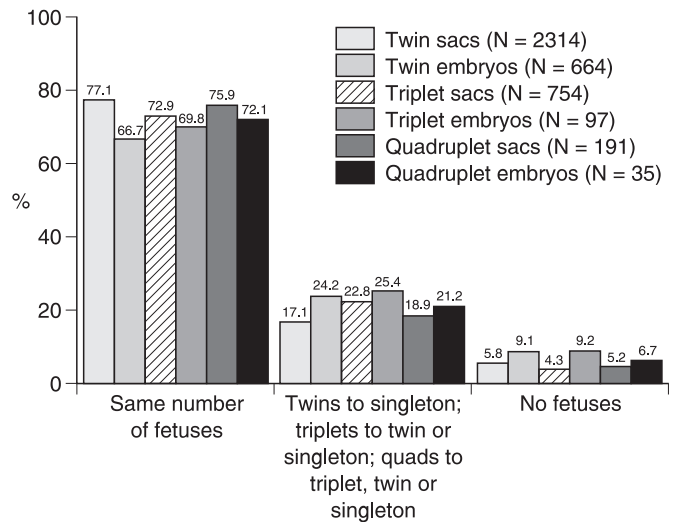 100
80
60
40
20
0
%
Twin sacs (N = 2314)
Twin embryos (N = 664)
Triplet sacs (N = 754)
Triplet embryos (N = 97)
Quadruplet sacs (N = 191)
Quadruplet embryos (N = 35)
77.1
66.7
72.9
69.8
75.9
72.1
17.1
24.2
22.8
25.4
18.9
21.2
5.8
9.1
4.3
9.2
5.2
6.7
Same number
of fetuses
Twins to singleton;
triplets to twin or
singleton; quads to
triplet, twin or
singleton
No fetuses